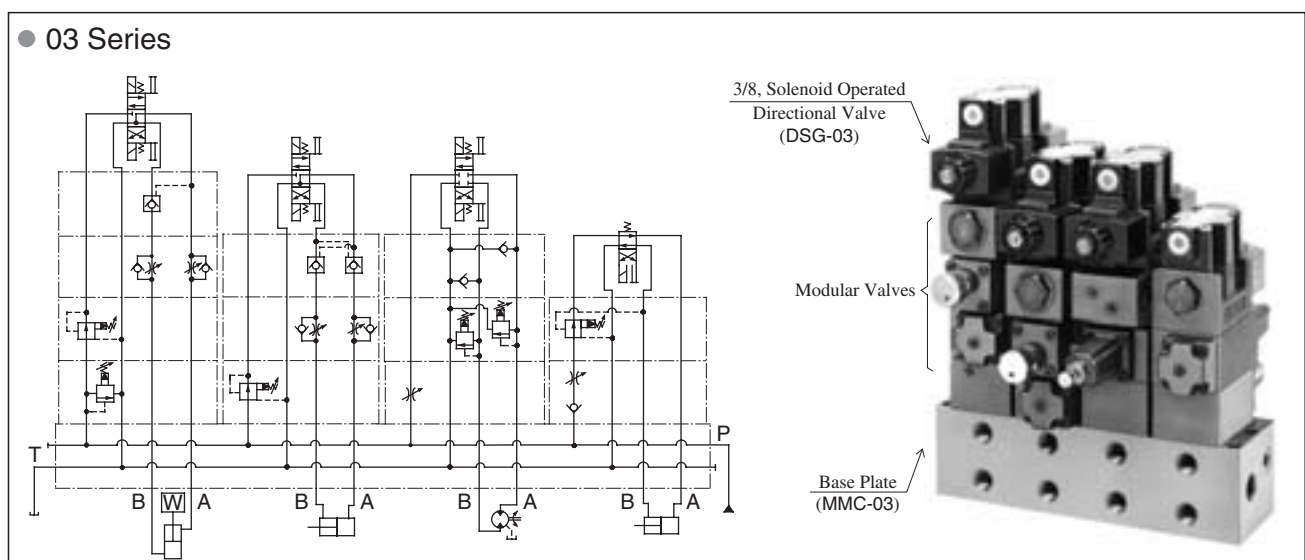 03 Series
3/8, Solenoid Operated
Directional Valve
(DSG-03)
Modular Valves
T
P
B
W
A
B
A
B
A
B
A
Base Plate
(MMC-03)